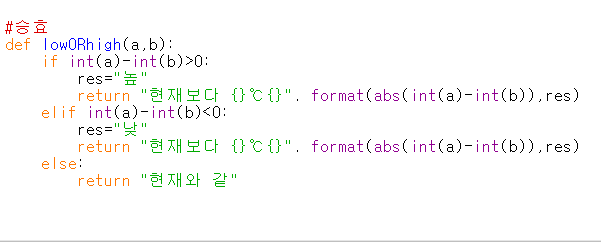 #승효
def lowORhigh(a,b):
    if int(a)-int(b)>0:
        res="높"
        return "현재보다 {}℃{}". format(abs(int(a)-int(b)),res)
    elif int(a)-int(b)<0:
        res="낮"
        return "현재보다 {}℃{}". format(abs(int(a)-int(b)),res)
    else:
        return "현재와 같"